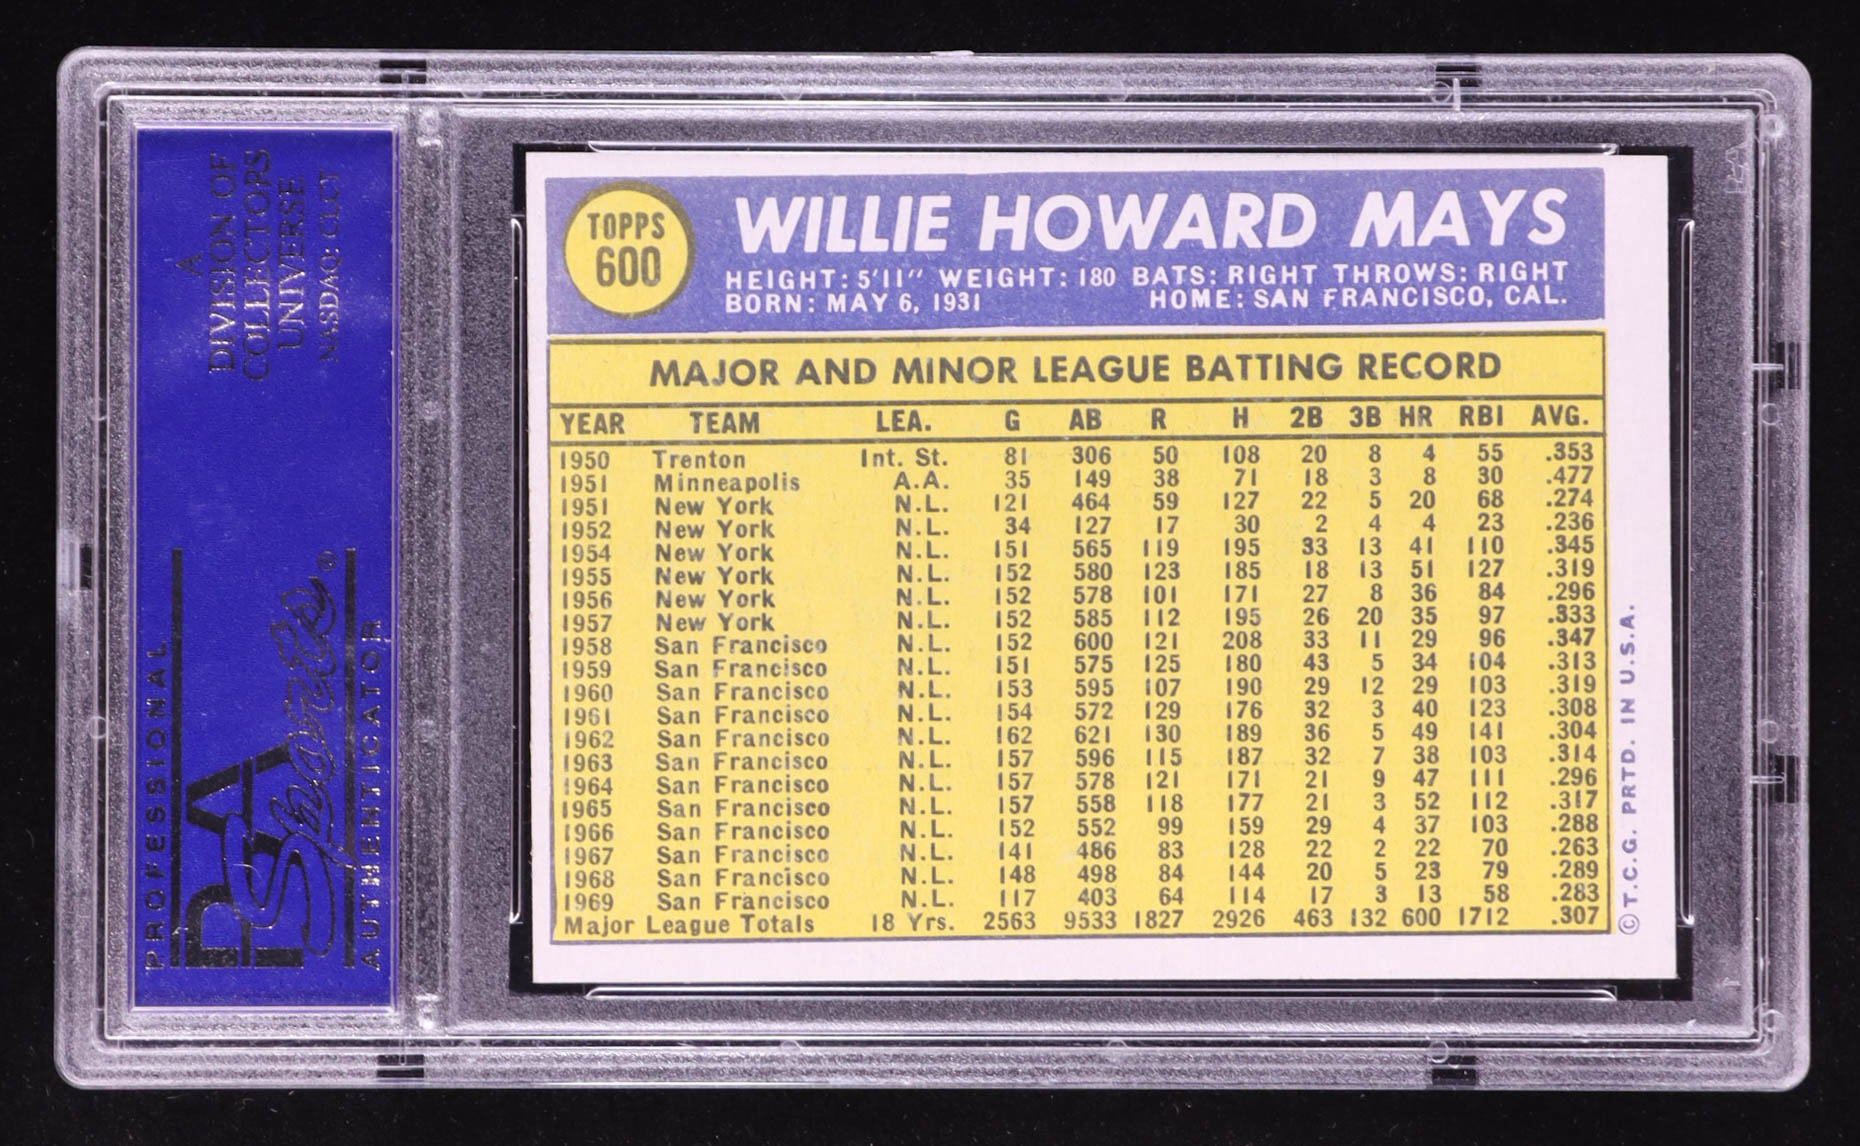 A
DIVISION OF
COLLECTORS
UNIVERSE
NASDAQ: CLCT
PROFESSIONAL
PSA
Sports ®
AUTHENTICATOR
TOPPS
600
WILLIE HOWARD MAYS
HEIGHT: 5'11" WEIGHT: 180 BATS: RIGHT THROWS: RIGHT
BORN: MAY 6, 1931 HOME: SAN FRANCISCO, CAL.
MAJOR AND MINOR LEAGUE BATTING RECORD
YEAR TEAM LEA. G AB R H 2B 3B HR RBI AVG.
1950 Trenton Int. St. 81 306 50 108 20 8 4 55 .353
1951 Minneapolis A.A. 35 149 38 71 18 3 8 30 .477
1951 New York N.L. 121 464 59 127 22 5 20 68 .274
1952 New York N.L. 34 127 17 30 2 4 4 23 .236
1954 New York N.L. 151 565 119 195 33 13 41 110 .345
1955 New York N.L. 152 580 123 185 18 13 51 127 .319
1956 New York N.L. 152 578 101 171 27 8 36 84 .296
1957 New York N.L. 152 585 112 195 26 20 35 97 .333
1958 San Francisco N.L. 152 600 121 208 33 11 29 96 .347
1959 San Francisco N.L. 151 575 125 180 43 5 34 104 .313
1960 San Francisco N.L. 153 595 107 190 29 12 29 103 .319
1961 San Francisco N.L. 154 572 129 176 32 3 40 123 .308
1962 San Francisco N.L. 162 621 130 189 36 5 49 141 .304
1963 San Francisco N.L. 157 596 115 187 32 7 38 103 .314
1964 San Francisco N.L. 157 578 121 171 21 9 47 111 .296
1965 San Francisco N.L. 157 558 118 177 21 3 52 112 .317
1966 San Francisco N.L. 152 552 99 159 29 4 37 103 .288
1967 San Francisco N.L. 141 486 83 128 22 2 22 70 .263
1968 San Francisco N.L. 148 498 84 144 20 5 23 79 .289
1969 San Francisco N.L. 117 403 64 114 17 3 13 58 .283
Major League Totals 18 Yrs. 2563 9533 1827 2926 463 132 600 1712 .307
© T.C.G. PRTD. IN U.S.A.